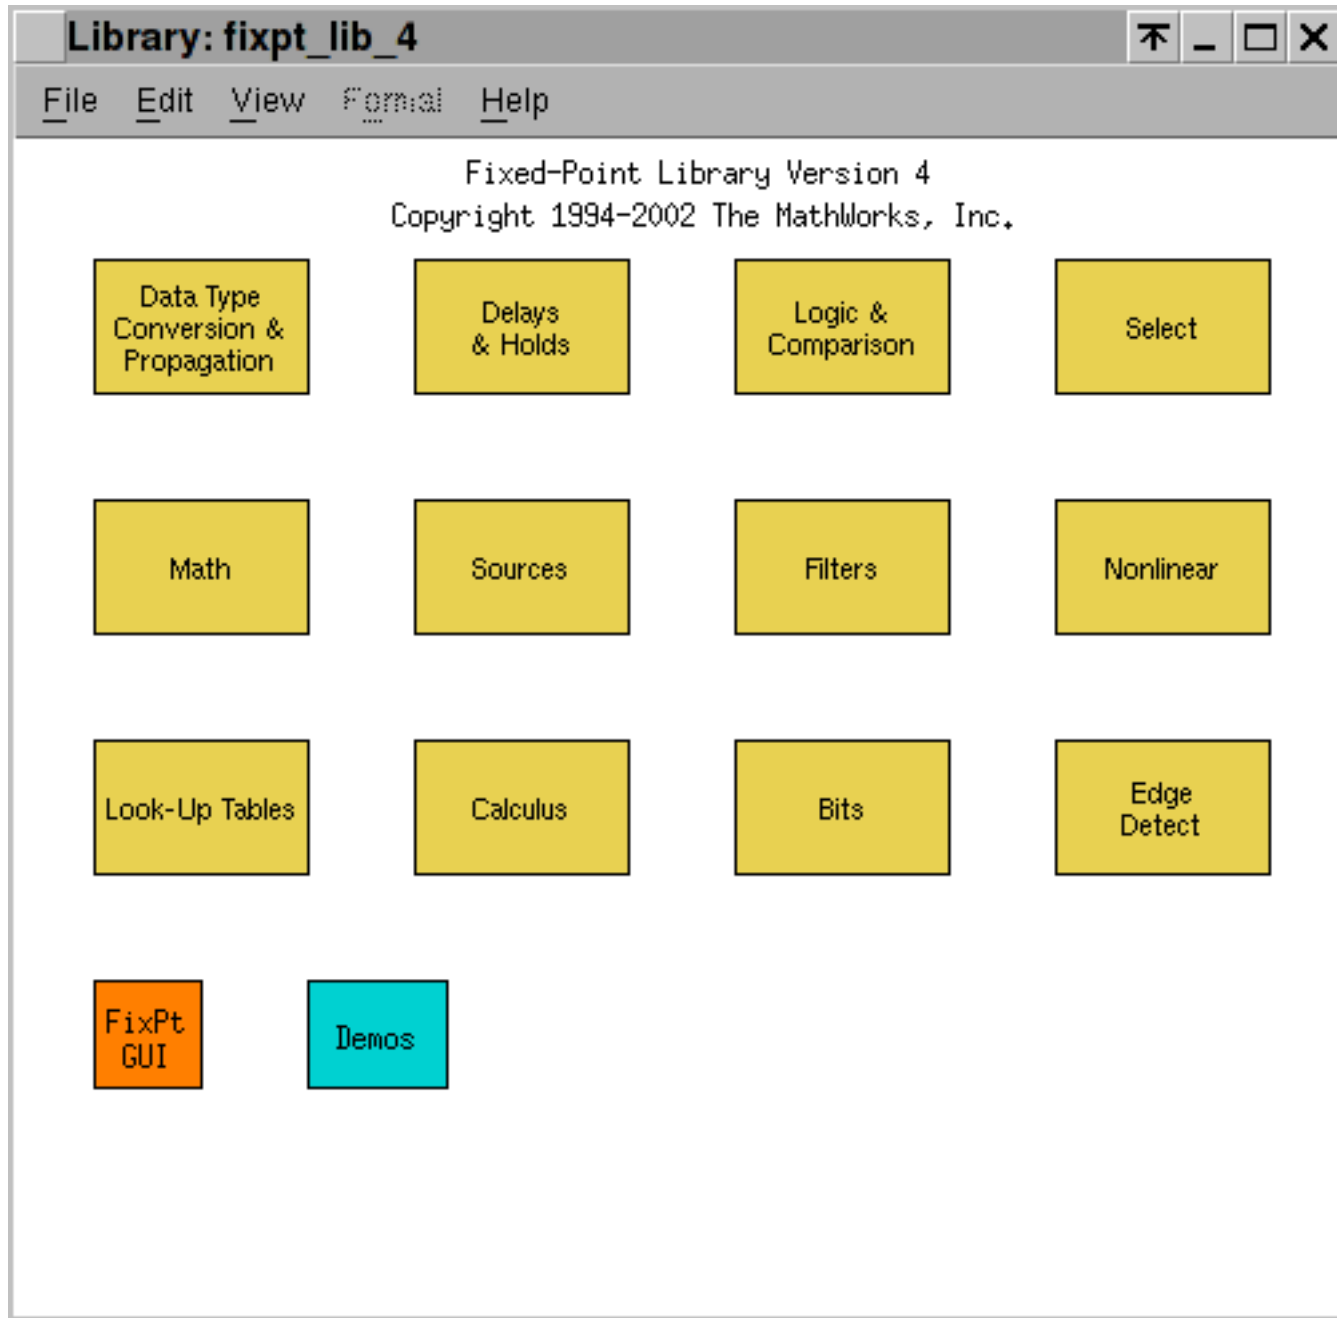 Library: fixpt_lib_4
File Edit View Format Help
Fixed-Point Library Version 4
Copyright 1994-2002 The MathWorks, Inc.
Data Type
Conversion &
Propagation
Delays
& Holds
Logic &
Comparison
Select
Math
Sources
Filters
Nonlinear
Look-Up Tables
Calculus
Bits
Edge
Detect
FixPt
GUI
Demos